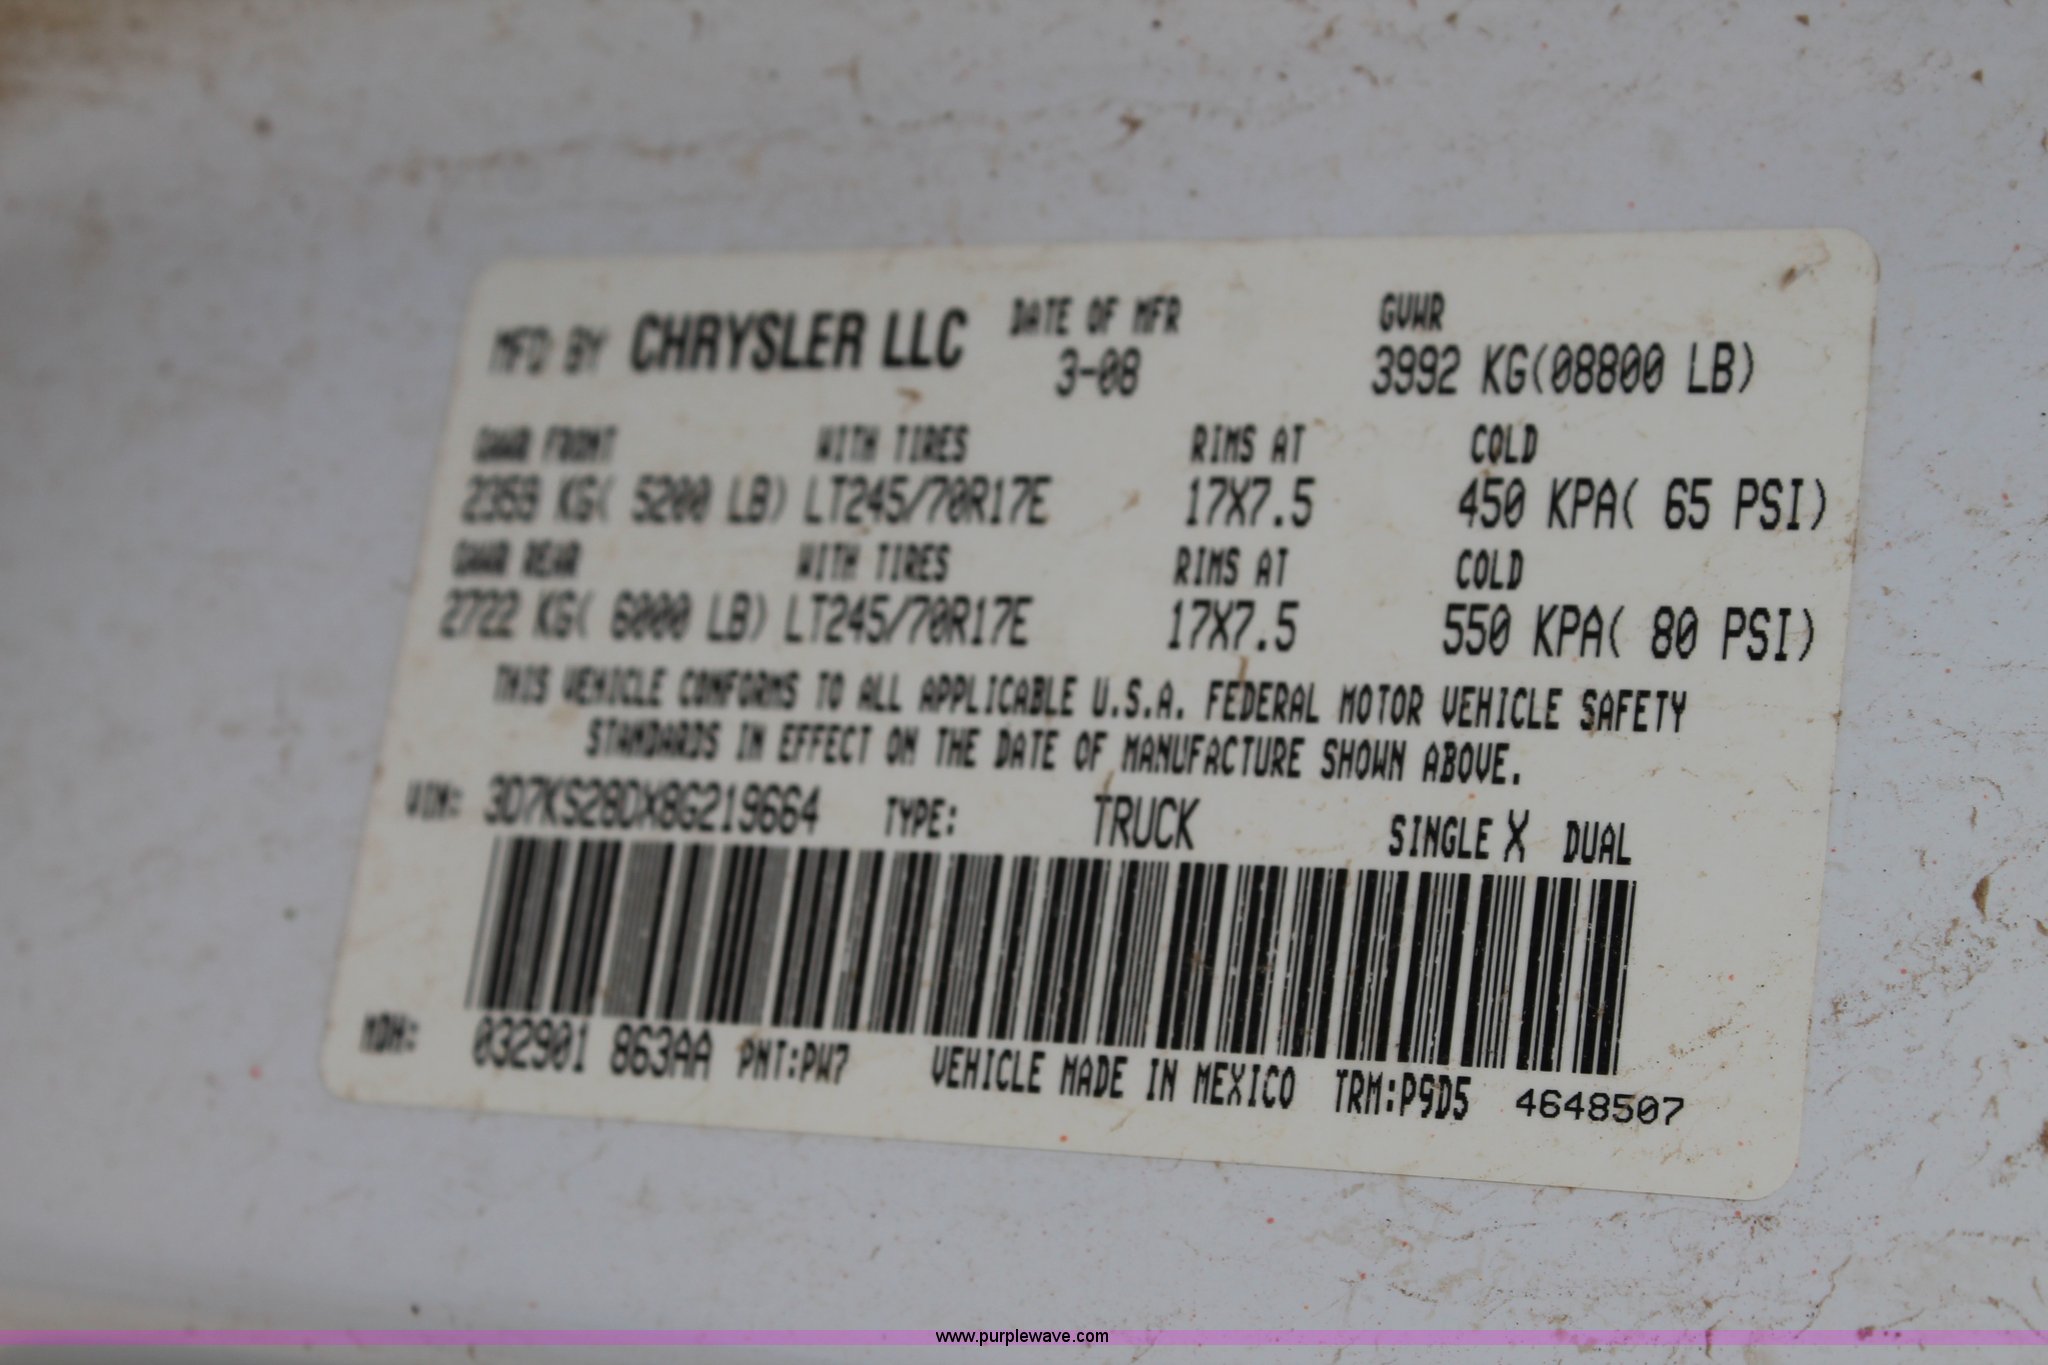 MFD BY CHRYSLER LLC DATE OF MFR GVWR
3-08 3992 KG(08800 LB)
GAWR FRONT WITH TIRES RIMS AT COLD
2359 KG( 5200 LB) LT245/70R17E 17X7.5 450 KPA( 65 PSI)
GAWR REAR WITH TIRES RIMS AT COLD
2722 KG( 6000 LB) LT245/70R17E 17X7.5 550 KPA( 80 PSI)
THIS VEHICLE CONFORMS TO ALL APPLICABLE U.S.A. FEDERAL MOTOR VEHICLE SAFETY
STANDARDS IN EFFECT ON THE DATE OF MANUFACTURE SHOWN ABOVE.
VIN: 3D7KS28DX8G219664 TYPE: TRUCK SINGLE X DUAL
MDH: 032901 863AA PNT:PW7 VEHICLE MADE IN MEXICO TRM:P9D5 4648507
www.purplewave.com